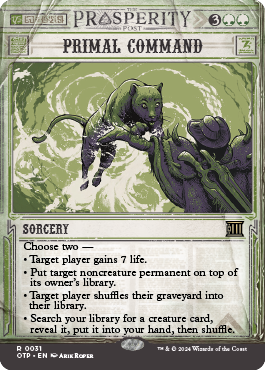 THE
PROSPERITY
POST
3
PRIMAL COMMAND
SORCERY
Choose two —
• Target player gains 7 life.
• Put target noncreature permanent on top of
its owner's library.
• Target player shuffles their graveyard into
their library.
• Search your library for a creature card,
reveal it, put it into your hand, then shuffle.
R 0031
OTP • EN Arik Roper
™ & © 2024 Wizards of the Coast